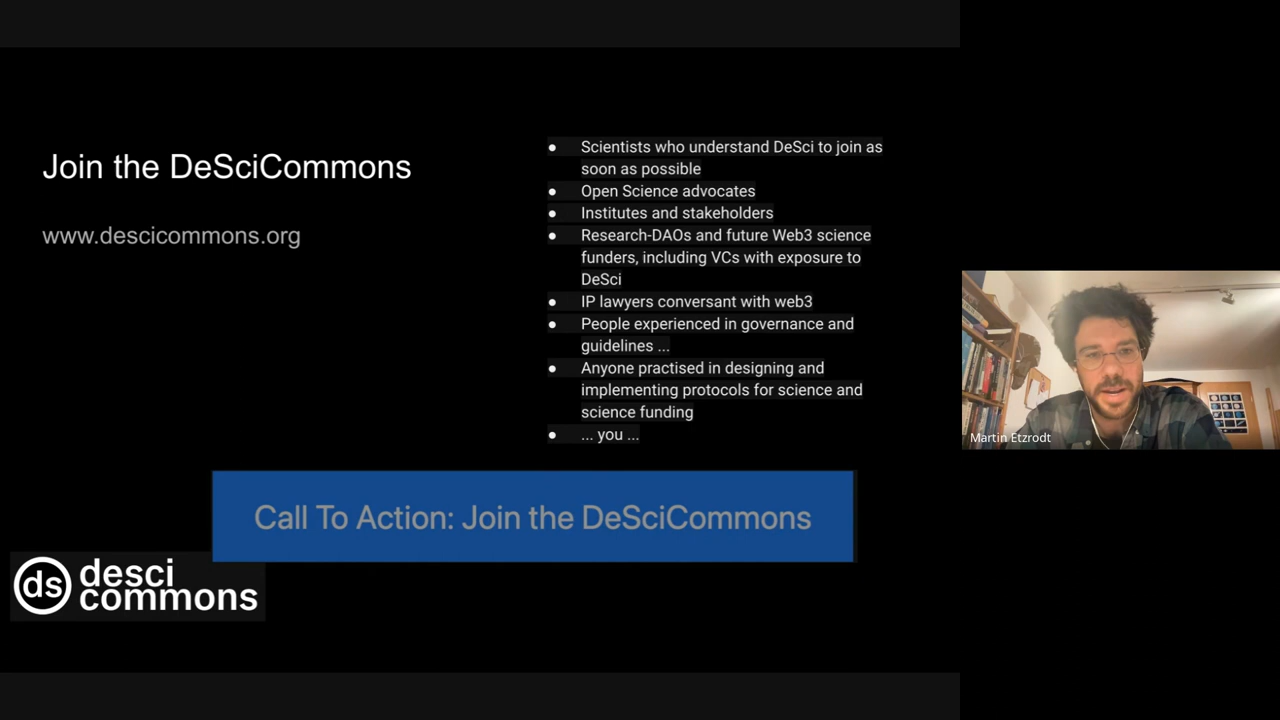 Join the DeSciCommons
www.descicommons.org
● Scientists who understand DeSci to join as
soon as possible
● Open Science advocates
● Institutes and stakeholders
● Research-DAOs and future Web3 science
funders, including VCs with exposure to
DeSci
● IP lawyers conversant with web3
● People experienced in governance and
guidelines ...
● Anyone practised in designing and
implementing protocols for science and
science funding
● ... you ...
Call To Action: Join the DeSciCommons
ds desci
commons
Martin Etzrodt